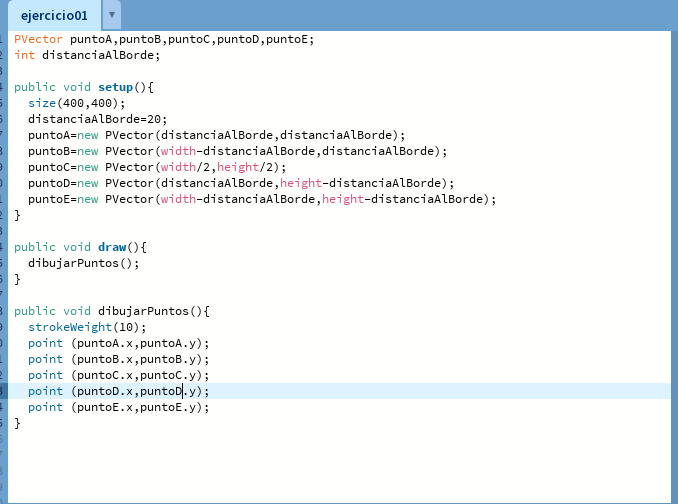 ejercicio01
PVector puntoA,puntoB,puntoC,puntoD,puntoE;
int distanciaAlBorde;
public void setup(){
size(400,400);
distanciaAlBorde=20;
puntoA=new PVector(distanciaAlBorde,distanciaAlBorde);
puntoB=new PVector(width-distanciaAlBorde,distanciaAlBorde);
puntoC=new PVector(width/2,height/2);
puntoD=new PVector(distanciaAlBorde,height-distanciaAlBorde);
puntoE=new PVector(width-distanciaAlBorde,height-distanciaAlBorde);
}
public void draw(){
dibujarPuntos();
}
public void dibujarPuntos(){
strokeWeight(10);
point (puntoA.x,puntoA.y);
point (puntoB.x,puntoB.y);
point (puntoC.x,puntoC.y);
point (puntoD.x,puntoD.y);
point (puntoE.x,puntoE.y);
}